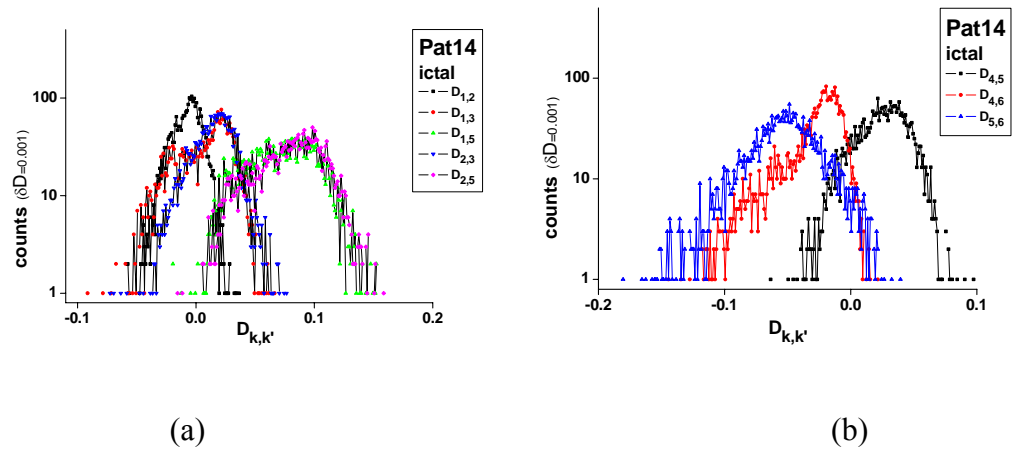 Pat14
ictal
D1,2
D1,3
D1,5
D2,3
D2,5
counts (δD=0.001)
100
10
1
-0.1
0.0
0.1
0.2
Dk,k'
(a)
Pat14
ictal
D4,5
D4,6
D5,6
counts (δD=0.001)
100
10
1
-0.2
-0.1
0.0
0.1
Dk,k'
(b)